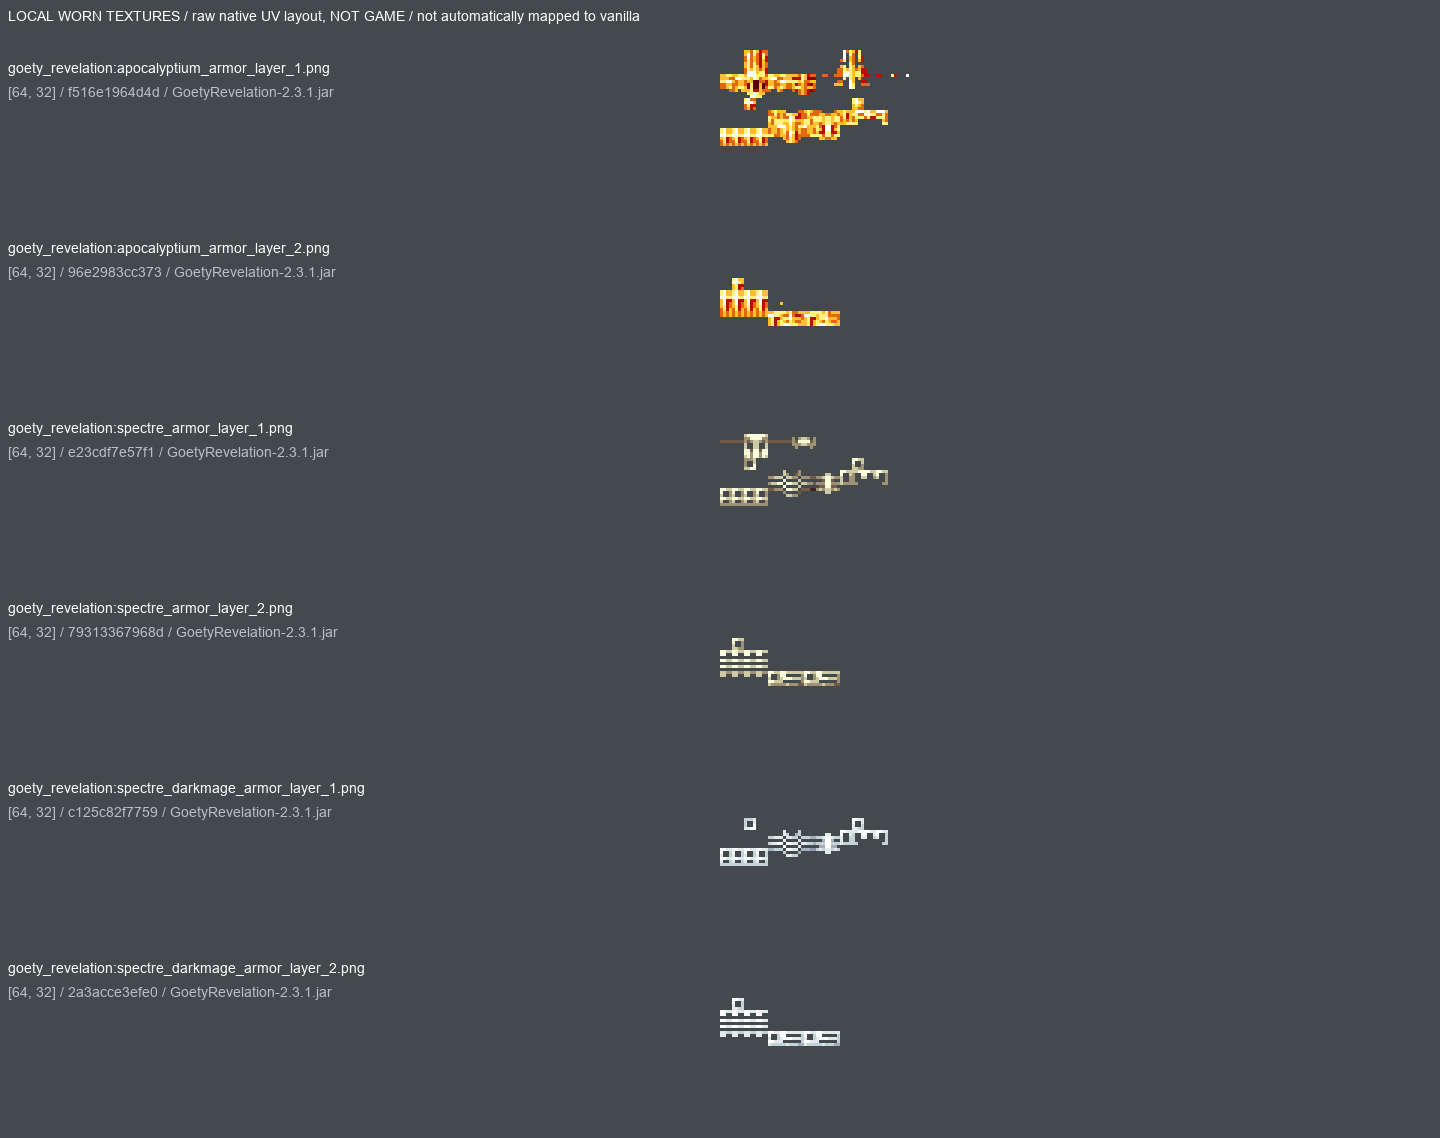 LOCAL WORN TEXTURES / raw native UV layout, NOT GAME / not automatically mapped to vanilla
goety_revelation:apocalyptium_armor_layer_1.png
[64, 32] / f516e1964d4d / GoetyRevelation-2.3.1.jar
goety_revelation:apocalyptium_armor_layer_2.png
[64, 32] / 96e2983cc373 / GoetyRevelation-2.3.1.jar
goety_revelation:spectre_armor_layer_1.png
[64, 32] / e23cdf7e57f1 / GoetyRevelation-2.3.1.jar
goety_revelation:spectre_armor_layer_2.png
[64, 32] / 79313367968d / GoetyRevelation-2.3.1.jar
goety_revelation:spectre_darkmage_armor_layer_1.png
[64, 32] / c125c82f7759 / GoetyRevelation-2.3.1.jar
goety_revelation:spectre_darkmage_armor_layer_2.png
[64, 32] / 2a3acce3efe0 / GoetyRevelation-2.3.1.jar